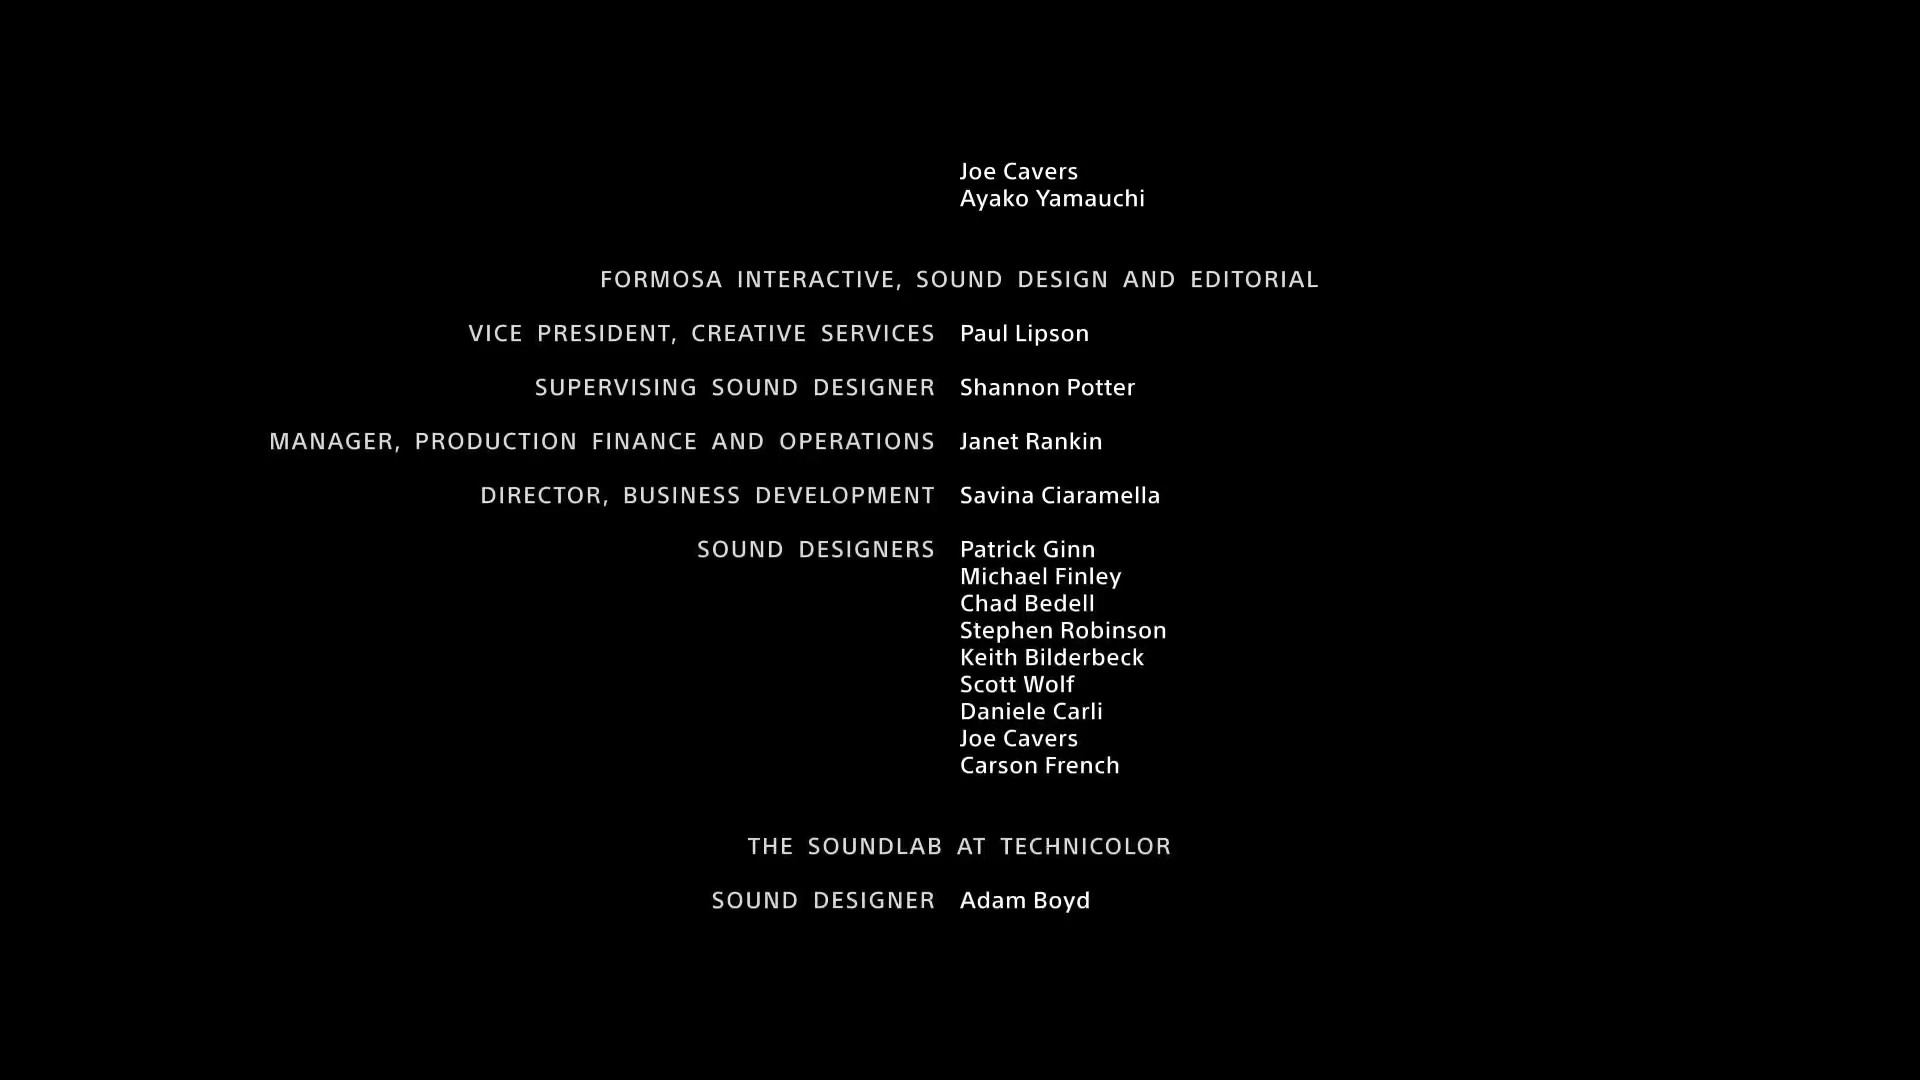 Joe Cavers
Ayako Yamauchi
FORMOSA INTERACTIVE, SOUND DESIGN AND EDITORIAL
VICE PRESIDENT, CREATIVE SERVICES Paul Lipson
SUPERVISING SOUND DESIGNER Shannon Potter
MANAGER, PRODUCTION FINANCE AND OPERATIONS Janet Rankin
DIRECTOR, BUSINESS DEVELOPMENT Savina Ciaramella
SOUND DESIGNERS Patrick Ginn
Michael Finley
Chad Bedell
Stephen Robinson
Keith Bilderbeck
Scott Wolf
Daniele Carli
Joe Cavers
Carson French
THE SOUNDLAB AT TECHNICOLOR
SOUND DESIGNER Adam Boyd